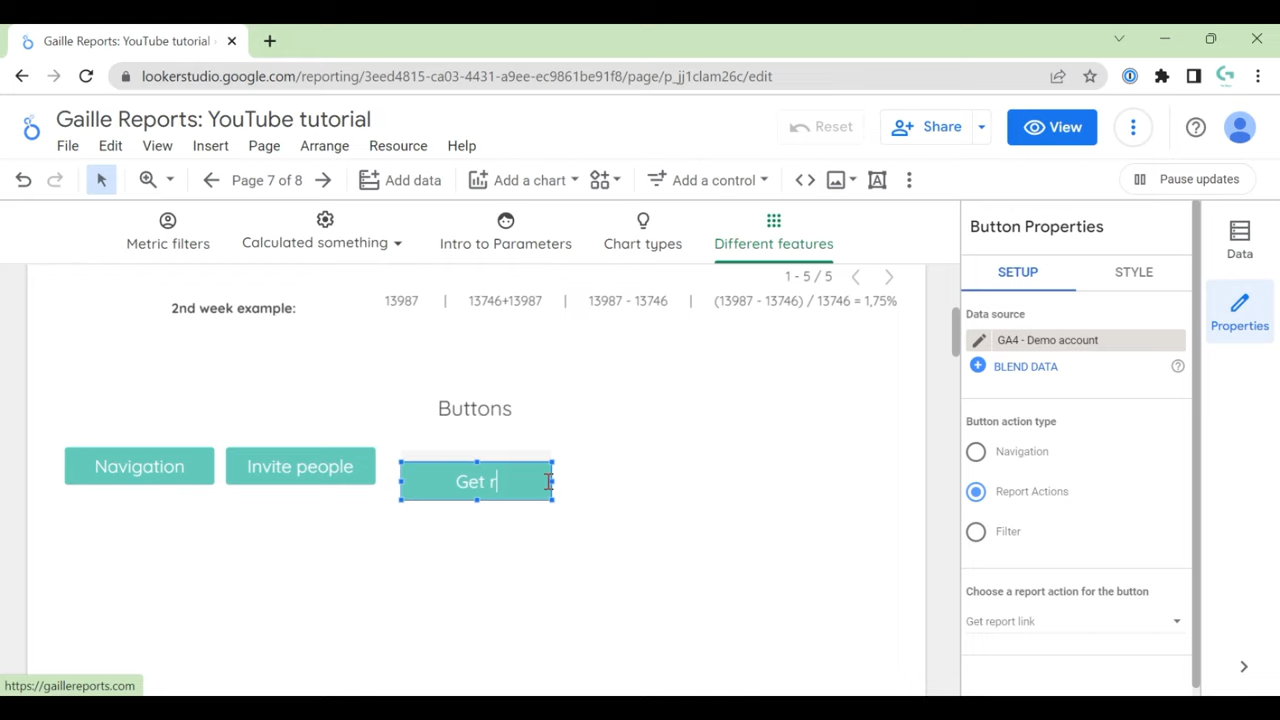 Gaille Reports: YouTube tutorial
lookerstudio.google.com/reporting/3eed4815-ca03-4431-a9ee-ec9861be91f8/page/p_jj1clam26c/edit
Gaille Reports: YouTube tutorial
Reset
Share
View
File Edit View Insert Page Arrange Resource Help
Page 7 of 8
Add data
Add a chart
Add a control
Pause updates
Metric filters
Calculated something
Intro to Parameters
Chart types
Different features
1 - 5 / 5
2nd week example:
13987 | 13746+13987 | 13987 - 13746 | (13987 - 13746) / 13746 = 1,75%
Buttons
Navigation
Invite people
Get r
Button Properties
SETUP
STYLE
Data source
GA4 - Demo account
BLEND DATA
Button action type
Navigation
Report Actions
Filter
Choose a report action for the button
Get report link
Data
Properties
https://gaillereports.com